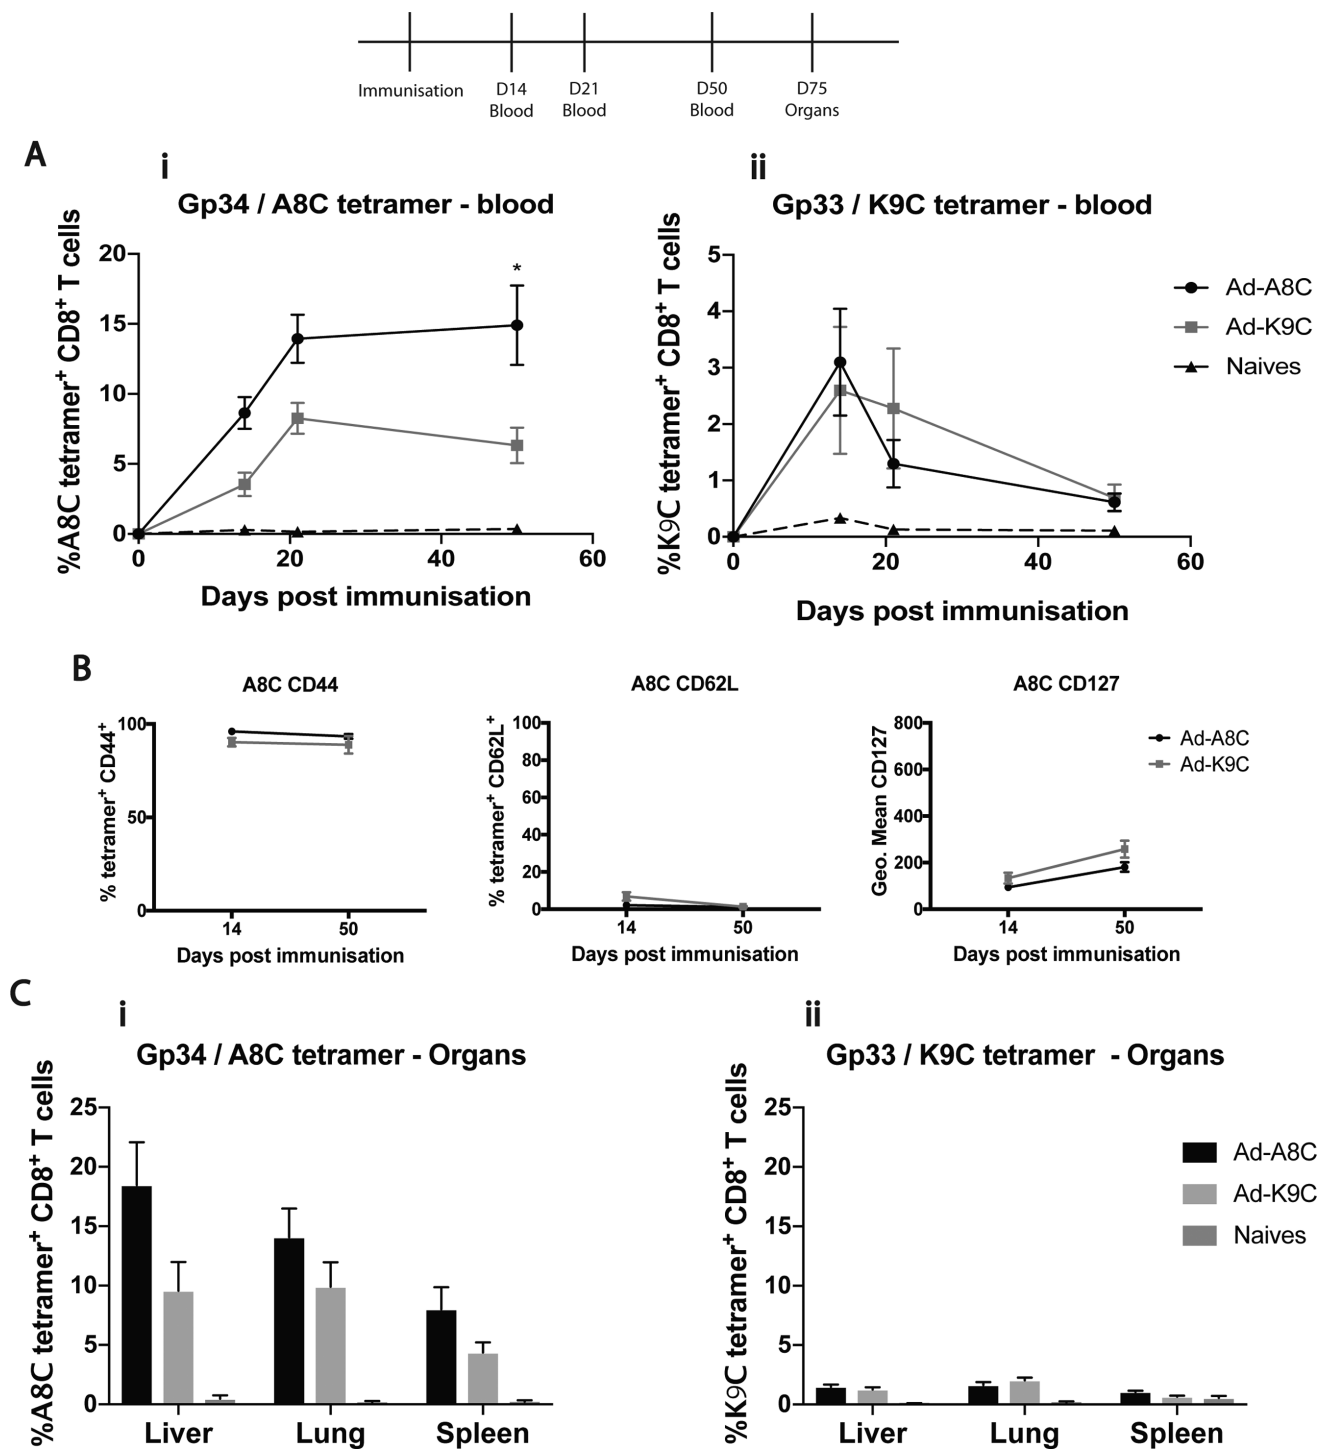 Immunisation
D14
Blood
D21
Blood
D50
Blood
D75
Organs
A
i
Gp34 / A8C tetramer - blood
%A8C tetramer+ CD8+ T cells
20
15
10
5
0
0
20
40
60
*
Days post immunisation
ii
Gp33 / K9C tetramer - blood
%K9C tetramer+ CD8+ T cells
5
4
3
2
1
0
0
20
40
60
Days post immunisation
Ad-A8C
Ad-K9C
Naives
B
A8C CD44
% tetramer+ CD44+
100
50
0
14
50
Days post immunisation
A8C CD62L
% tetramer+ CD62L+
100
80
60
40
20
0
14
50
Days post immunisation
A8C CD127
Geo. Mean CD127
800
600
400
200
0
14
50
Days post immunisation
Ad-A8C
Ad-K9C
C
i
Gp34 / A8C tetramer - Organs
%A8C tetramer+ CD8+ T cells
25
20
15
10
5
0
Liver
Lung
Spleen
ii
Gp33 / K9C tetramer - Organs
%K9C tetramer+ CD8+ T cells
25
20
15
10
5
0
Liver
Lung
Spleen
Ad-A8C
Ad-K9C
Naives